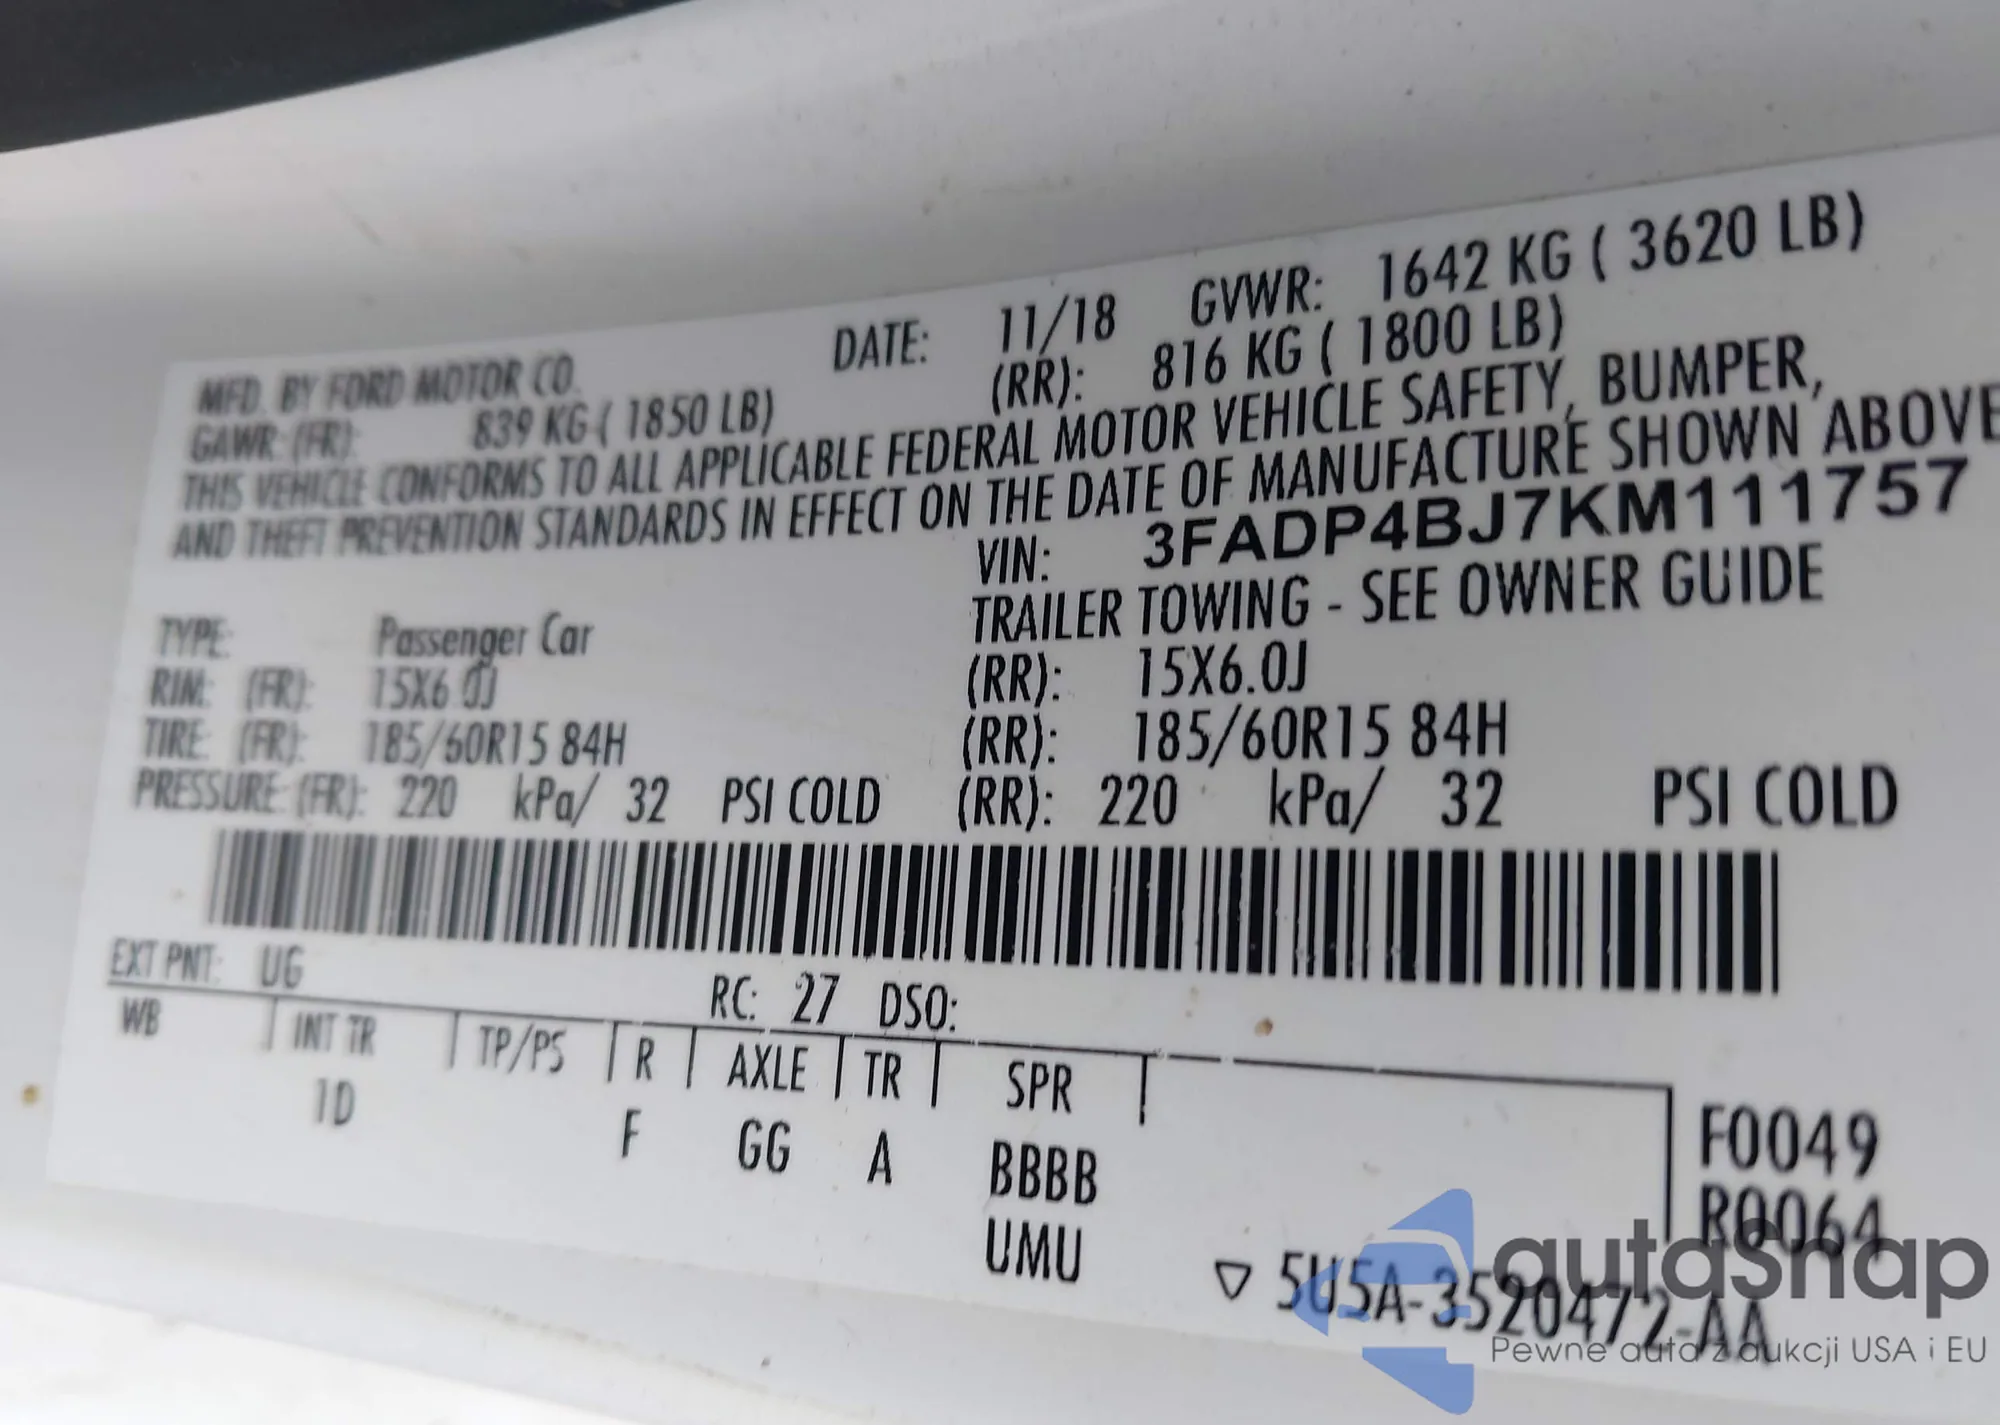 MFD. BY FORD MOTOR CO. DATE: 11/18 GVWR: 1642 KG ( 3620 LB)
GAWR (FR): 839 KG ( 1850 LB) (RR): 816 KG ( 1800 LB)
THIS VEHICLE CONFORMS TO ALL APPLICABLE FEDERAL MOTOR VEHICLE SAFETY, BUMPER,
AND THEFT PREVENTION STANDARDS IN EFFECT ON THE DATE OF MANUFACTURE SHOWN ABOVE
VIN: 3FADP4BJ7KM111757
TYPE: Passenger Car TRAILER TOWING - SEE OWNER GUIDE
RIM: (FR): 15X6.0J (RR): 15X6.0J
TIRE: (FR): 185/60R15 84H (RR): 185/60R15 84H
PRESSURE (FR): 220 kPa/ 32 PSI COLD (RR): 220 kPa/ 32 PSI COLD
EXT PNT: UG RC: 27 DSO:
WB INT TR TP/PS R AXLE TR SPR
1D F GG A BBBB
UMU
F0049
R0064
▽ 5U5A-3520472-AA
autaSnap
Pewne auta z aukcji USA i EU